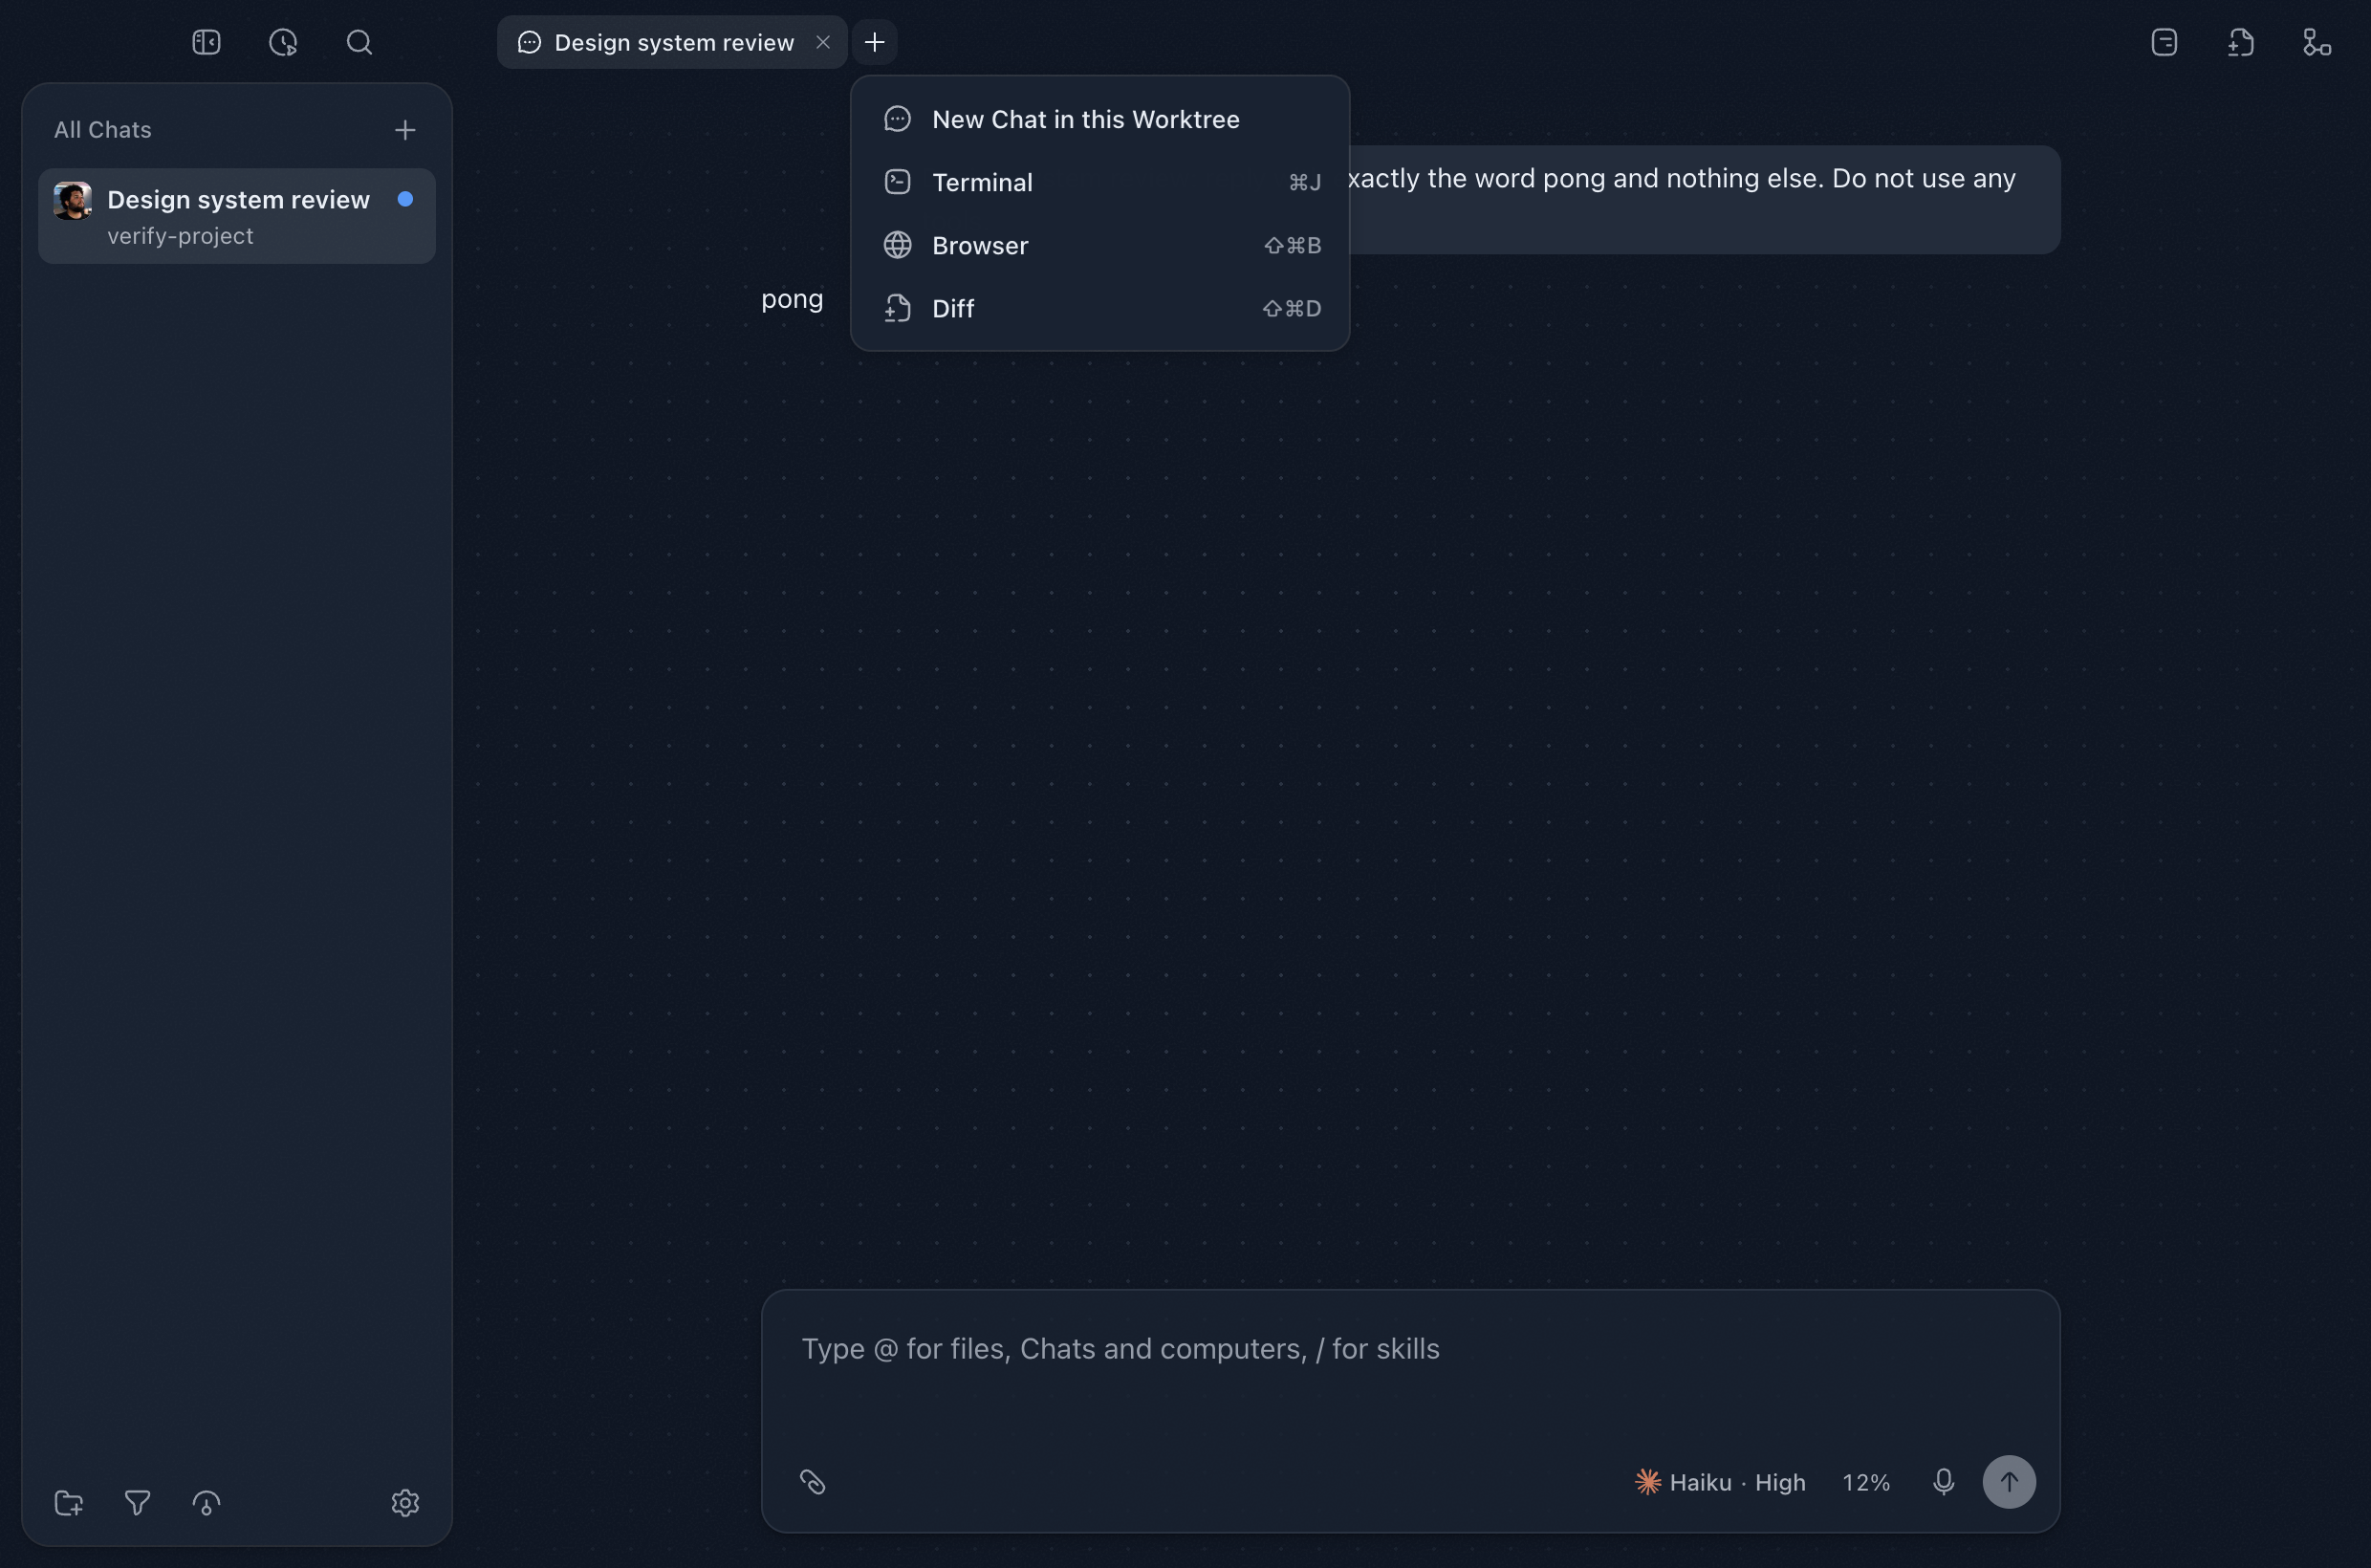 Design system review
All Chats
Design system review
verify-project
New Chat in this Worktree
Terminal ⌘J
Browser ⇧⌘B
Diff ⇧⌘D
xactly the word pong and nothing else. Do not use any
pong
Type @ for files, Chats and computers, / for skills
Haiku · High 12%